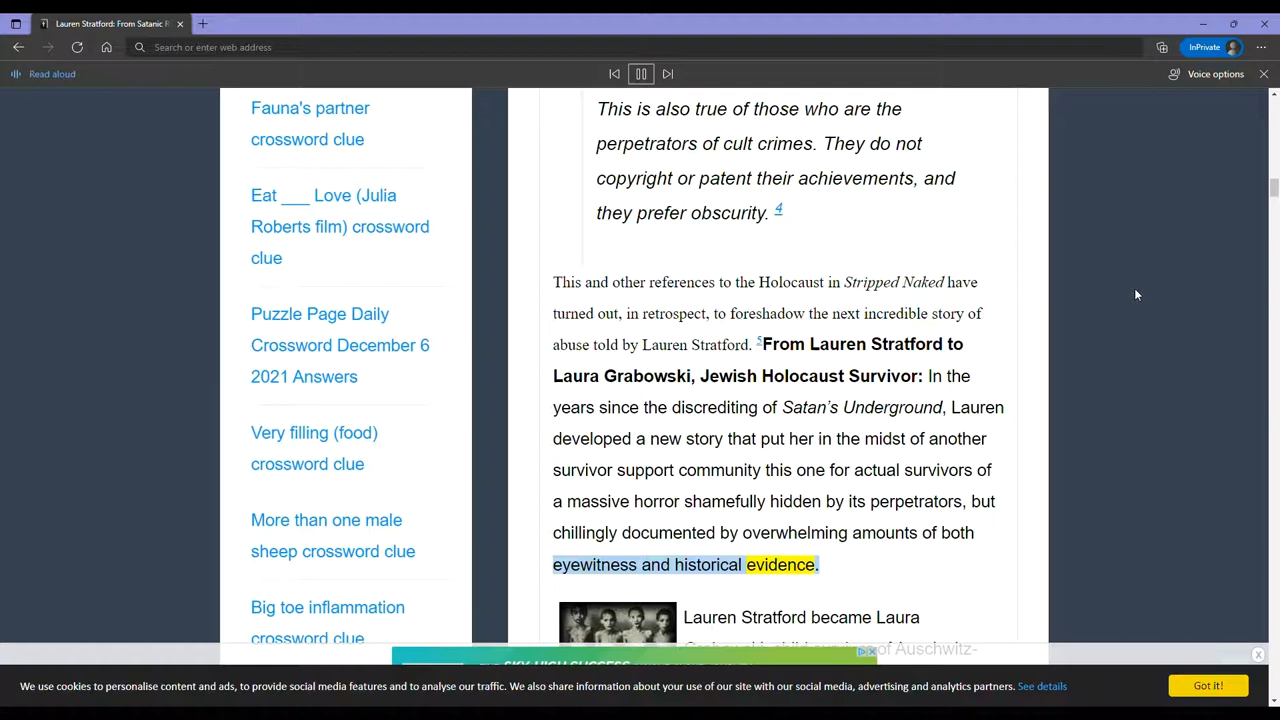 Lauren Stratford: From Satanic R
Search or enter web address
InPrivate
Read aloud
Voice options
Fauna's partner
crossword clue
Eat ___ Love (Julia
Roberts film) crossword
clue
Puzzle Page Daily
Crossword December 6
2021 Answers
Very filling (food)
crossword clue
More than one male
sheep crossword clue
Big toe inflammation
crossword clue
This is also true of those who are the
perpetrators of cult crimes. They do not
copyright or patent their achievements, and
they prefer obscurity. 4
This and other references to the Holocaust in Stripped Naked have
turned out, in retrospect, to foreshadow the next incredible story of
abuse told by Lauren Stratford. 5From Lauren Stratford to
Laura Grabowski, Jewish Holocaust Survivor: In the
years since the discrediting of Satan's Underground, Lauren
developed a new story that put her in the midst of another
survivor support community this one for actual survivors of
a massive horror shamefully hidden by its perpetrators, but
chillingly documented by overwhelming amounts of both
eyewitness and historical evidence.
Lauren Stratford became Laura
of Auschwitz-
We use cookies to personalise content and ads, to provide social media features and to analyse our traffic. We also share information about your use of our site with our social media, advertising and analytics partners. See details
Got it!